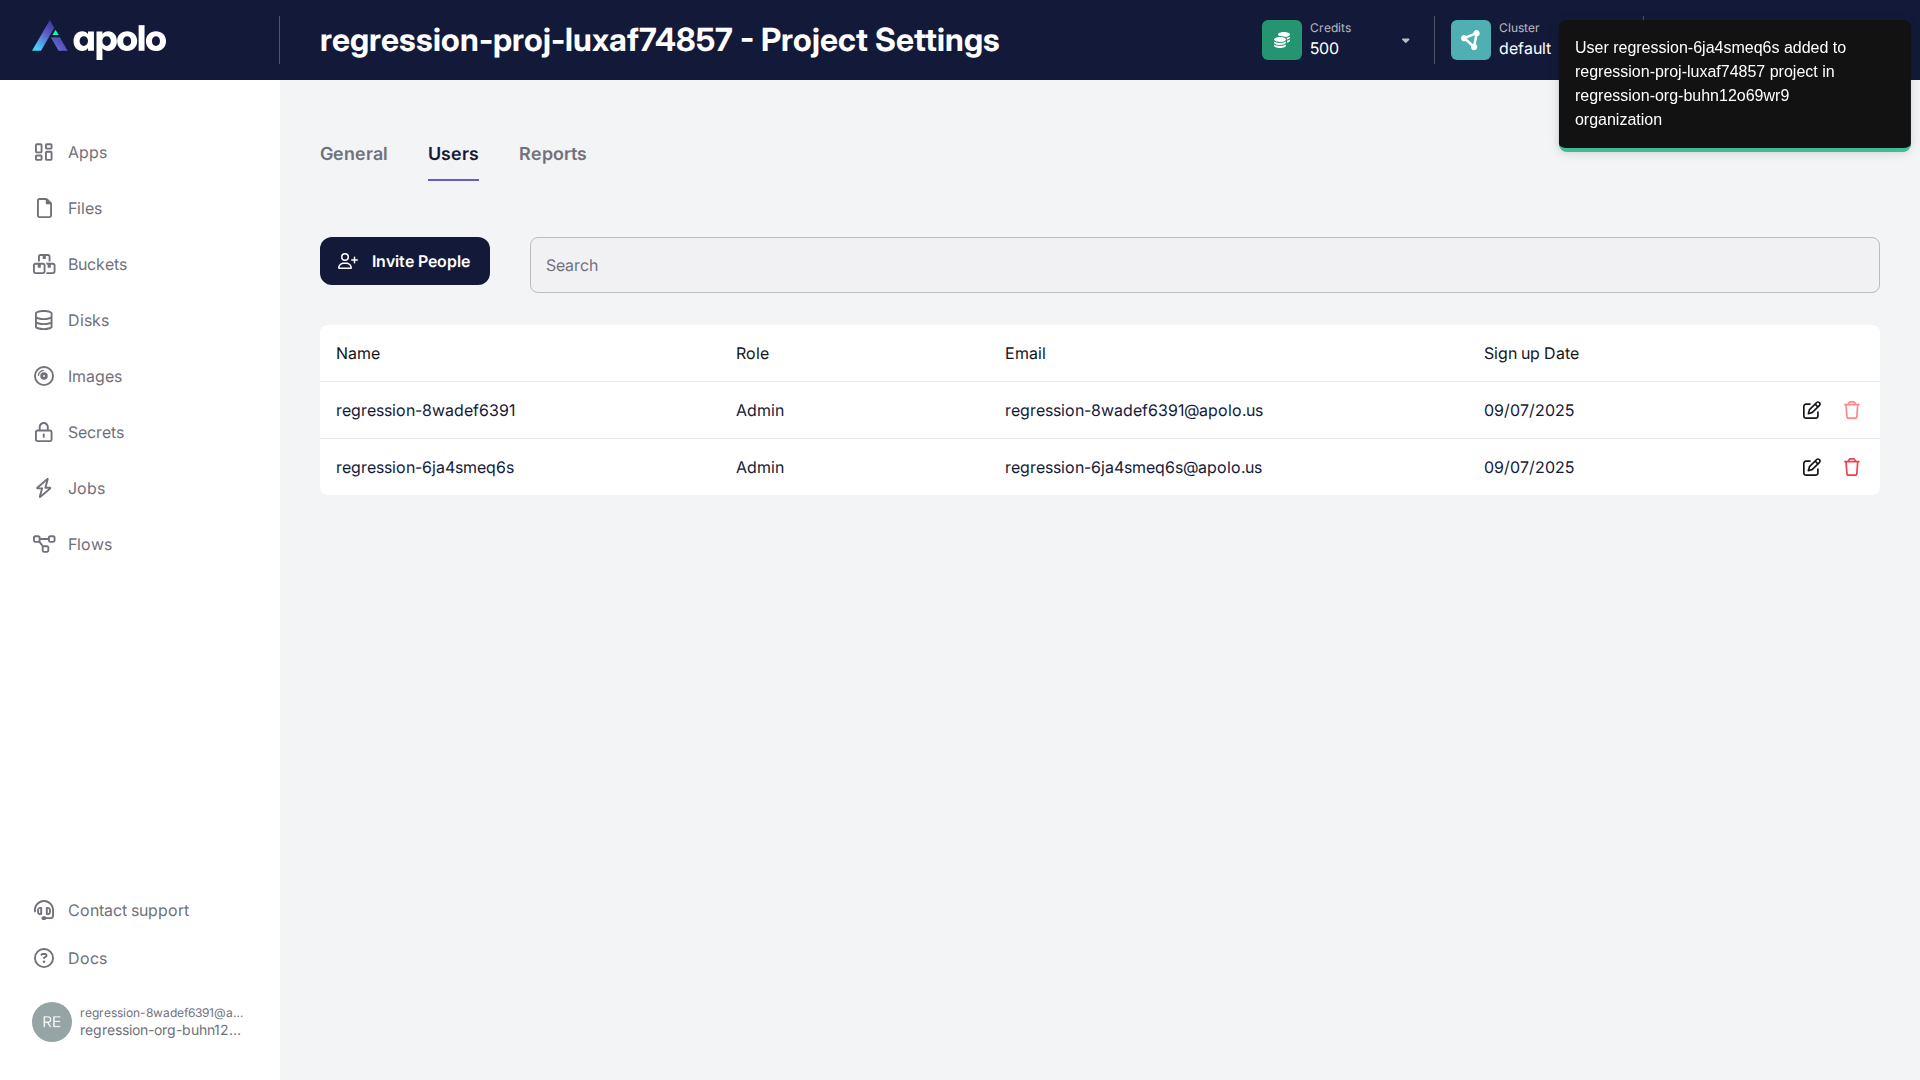 apolo
regression-proj-luxaf74857 - Project Settings
Credits
500
Cluster
default
User regression-6ja4smeq6s added to
regression-proj-luxaf74857 project in
regression-org-buhn12o69wr9
organization
Apps
Files
Buckets
Disks
Images
Secrets
Jobs
Flows
General
Users
Reports
Invite People
Search
Name
Role
Email
Sign up Date
regression-8wadef6391
Admin
regression-8wadef6391@apolo.us
09/07/2025
regression-6ja4smeq6s
Admin
regression-6ja4smeq6s@apolo.us
09/07/2025
Contact support
Docs
RE
regression-8wadef6391@a...
regression-org-buhn12...